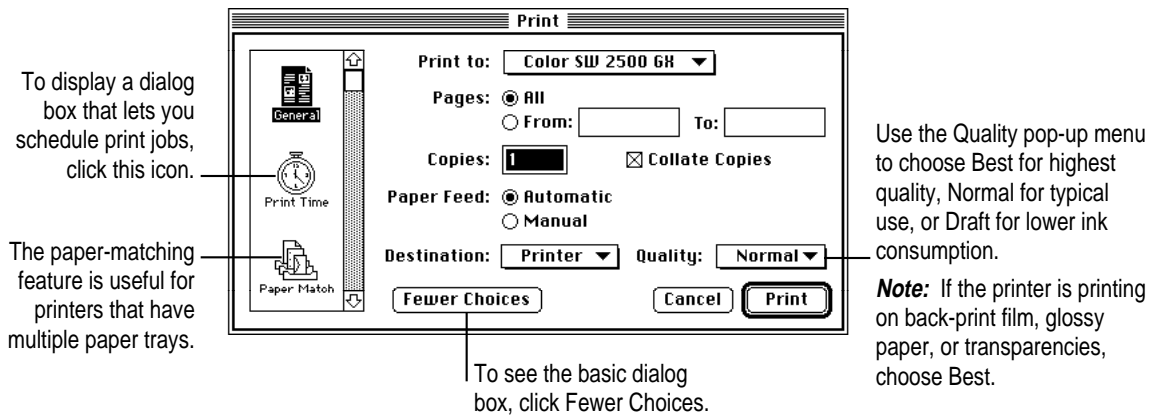 Print
To display a dialog
box that lets you
schedule print jobs,
click this icon.
The paper-matching
feature is useful for
printers that have
multiple paper trays.
General
Print Time
Paper Match
Print to: Color SW 2500 GX
Pages: All
From: To:
Copies: 1 Collate Copies
Paper Feed: Automatic
Manual
Destination: Printer Quality: Normal
Fewer Choices Cancel Print
Use the Quality pop-up menu
to choose Best for highest
quality, Normal for typical
use, or Draft for lower ink
consumption.
Note: If the printer is printing
on back-print film, glossy
paper, or transparencies,
choose Best.
To see the basic dialog
box, click Fewer Choices.